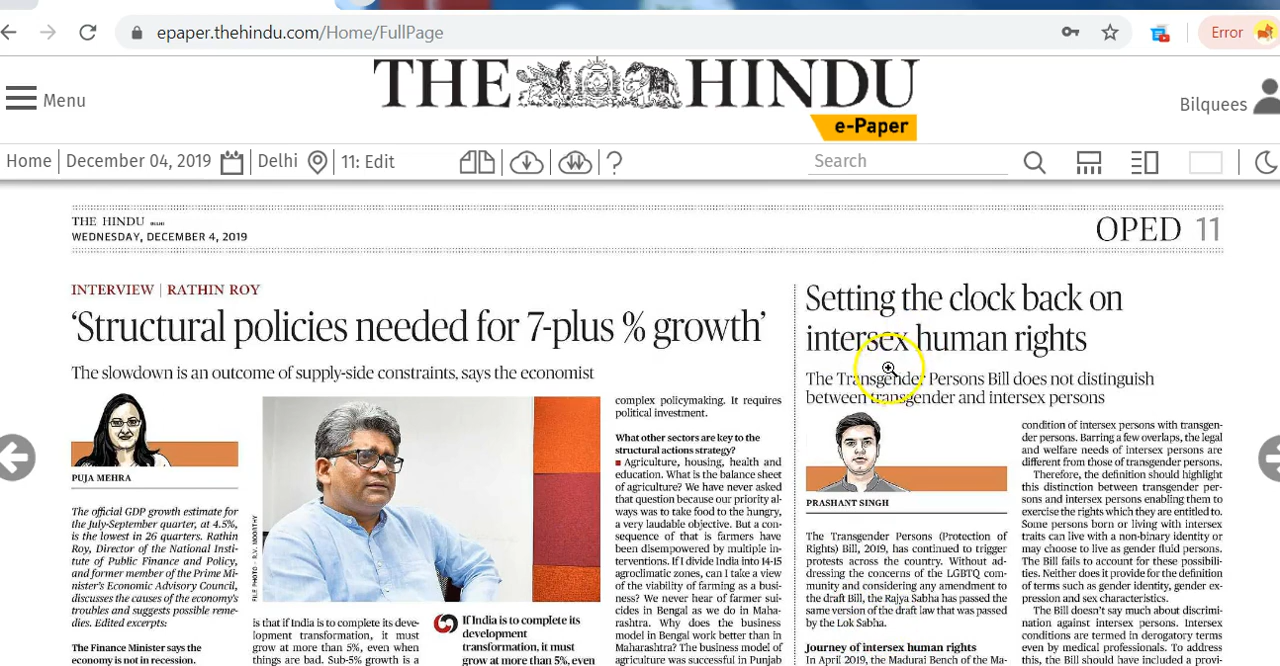 epaper.thehindu.com/Home/FullPage
Error
Menu
THE HINDU
e-Paper
Bilquees
Home
December 04, 2019
Delhi
11: Edit
Search
THE HINDU
WEDNESDAY, DECEMBER 4, 2019
OPED 11
INTERVIEW | RATHIN ROY
‘Structural policies needed for 7-plus % growth’
The slowdown is an outcome of supply-side constraints, says the economist
PUJA MEHRA
The official GDP growth estimate for
the July-September quarter, at 4.5%,
is the lowest in 26 quarters. Rathin
Roy, Director of the National Insti-
tute of Public Finance and Policy,
and former member of the Prime Mi-
nister's Economic Advisory Council,
discusses the causes of the economy's
troubles and suggests possible reme-
dies. Edited excerpts:
The Finance Minister says the
economy is not in recession.
FILE PHOTO
is that if India is to complete its deve-
lopment transformation, it must
grow at more than 5%, even when
things are bad. Sub-5% growth is a
If India is to complete its
development
transformation, it must
grow at more than 5%, even
complex policymaking. It requires
political investment.
What other sectors are key to the
structural actions strategy?
Agriculture, housing, health and
education. What is the balance sheet
of agriculture? We have never asked
that question because our priority al-
ways was to take food to the hungry,
a very laudable objective. But a con-
sequence of that is farmers have
been disempowered by multiple in-
terventions. If I divide India into 14-15
agroclimatic zones, can I take a view
of the viability of farming as a busi-
ness? We never hear of farmer sui-
cides in Bengal as we do in Maha-
rashtra. Why does the business
model in Bengal work better than in
Maharashtra? The business model of
agriculture was successful in Punjab
Setting the clock back on
intersex human rights
The Transgender Persons Bill does not distinguish
between transgender and intersex persons
PRASHANT SINGH
The Transgender Persons (Protection of
Rights) Bill, 2019, has continued to trigger
protests across the country. Without ad-
dressing the concerns of the LGBTQ com-
munity and considering any amendment to
the draft Bill, the Rajya Sabha has passed the
same version of the draft law that was passed
by the Lok Sabha.
Journey of intersex human rights
In April 2019, the Madurai Bench of the Ma-
condition of intersex persons with transgen-
der persons. Barring a few overlaps, the legal
and welfare needs of intersex persons are
different from those of transgender persons.
Therefore, the definition should highlight
this distinction between transgender per-
sons and intersex persons enabling them to
exercise the rights which they are entitled to.
Some persons born or living with intersex
traits can live with a non-binary identity or
may choose to live as gender fluid persons.
The Bill fails to account for these possibili-
ties. Neither does it provide for the definition
of terms such as gender identity, gender ex-
pression and sex characteristics.
The Bill doesn't say much about discrimi-
nation against intersex persons. Intersex
conditions are termed in derogatory terms
even by medical professionals. To address
this, the Bill should have included a provi-